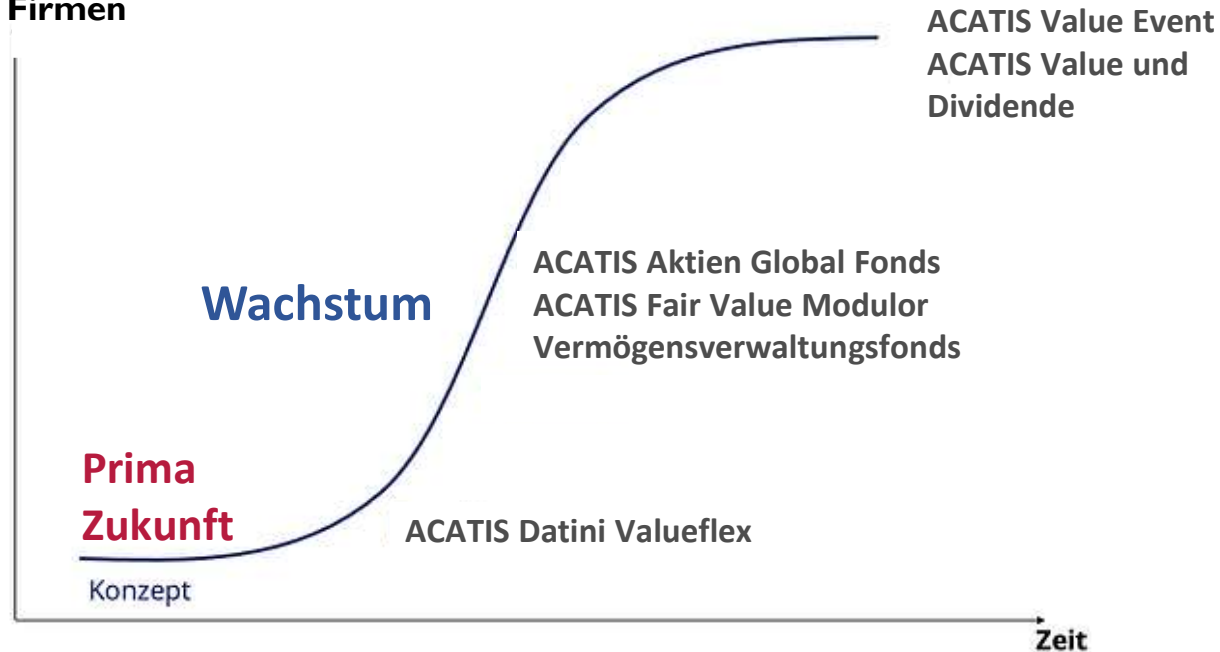 Firmen
ACATIS Value Event
ACATIS Value und
Dividende
ACATIS Aktien Global Fonds
Wachstum
ACATIS Fair Value Modulor
Vermögensverwaltungsfonds
Prima
Zukunft
ACATIS Datini Valueflex
Konzept
Zeit